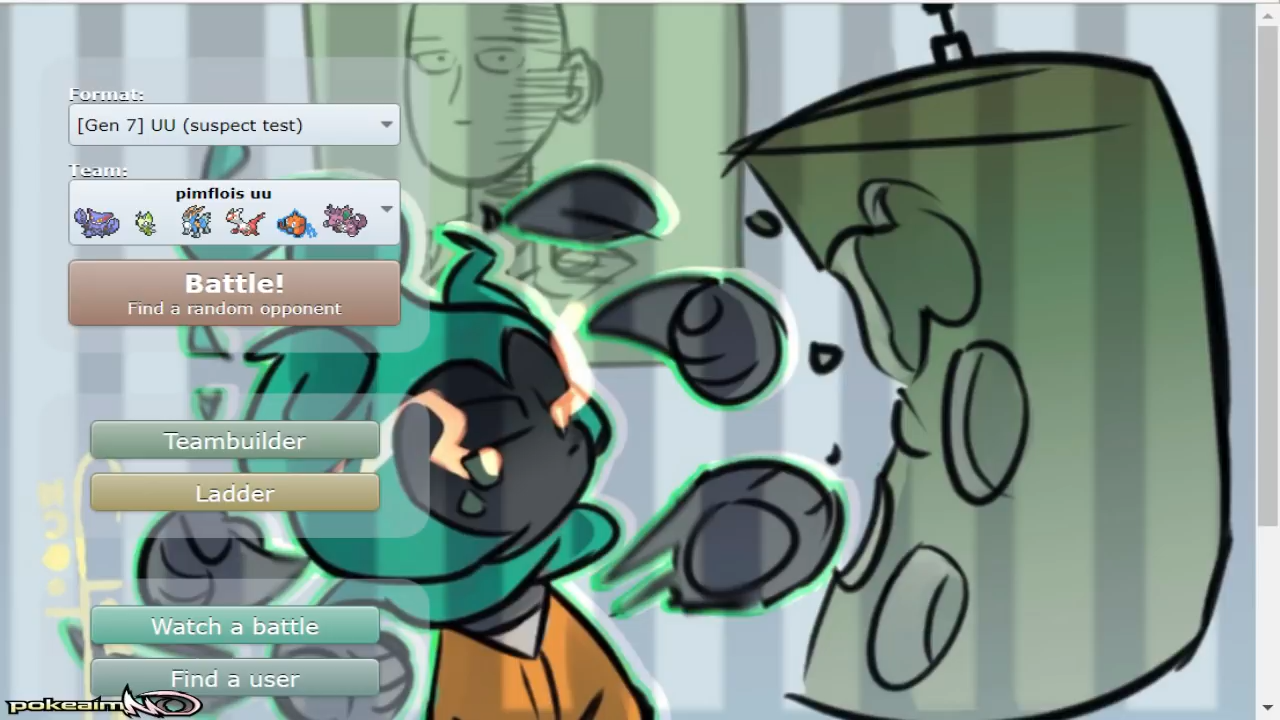 Format:
[Gen 7] UU (suspect test)
Team:
pimflois uu
Battle!
Find a random opponent
Teambuilder
Ladder
Watch a battle
Find a user
pokeaimMD